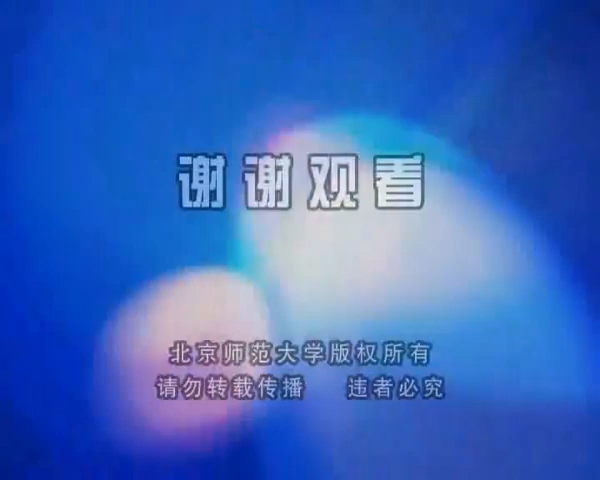 谢谢观看
北京师范大学版权所有
请勿转载传播 违者必究